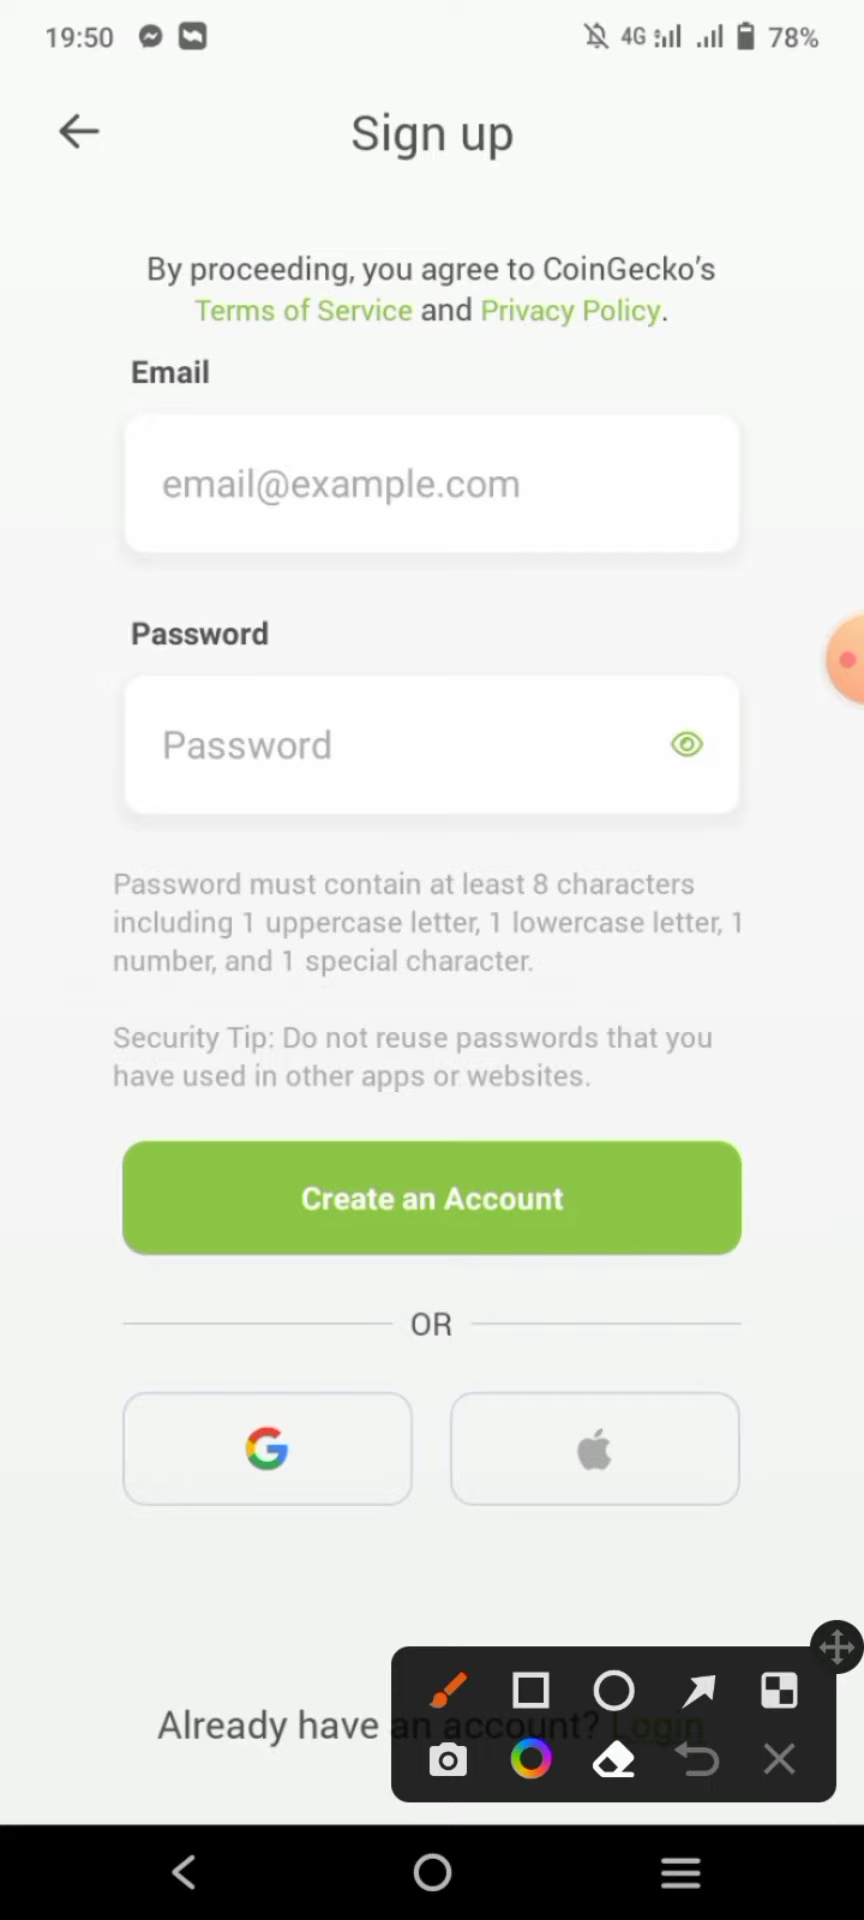 19:50
4G
78%
Sign up
By proceeding, you agree to CoinGecko’s
Terms of Service and Privacy Policy.
Email
email@example.com
Password
Password
Password must contain at least 8 characters
including 1 uppercase letter, 1 lowercase letter, 1
number, and 1 special character.
Security Tip: Do not reuse passwords that you
have used in other apps or websites.
Create an Account
OR
Already have an account? Login